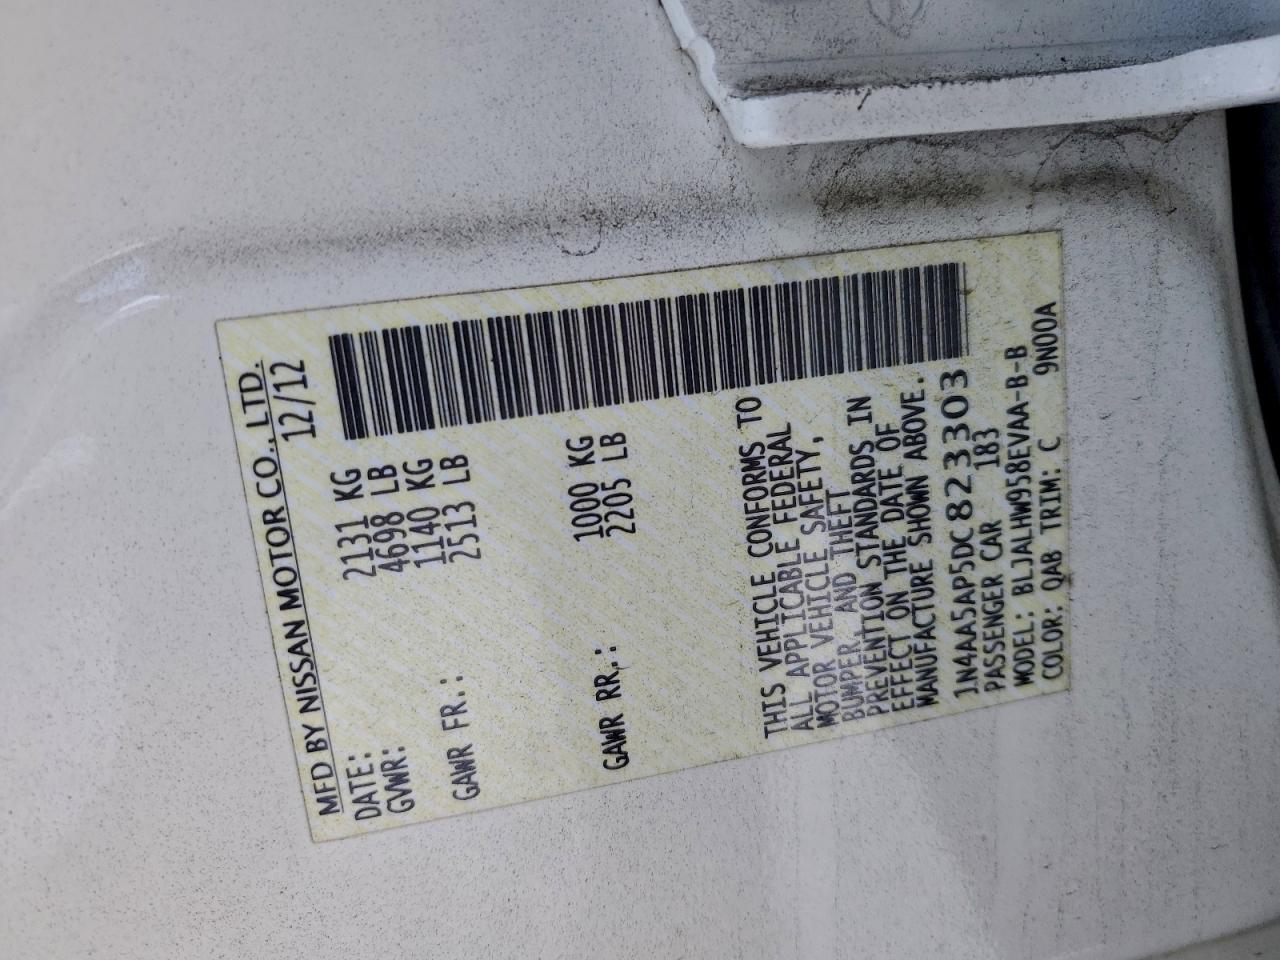 MFD BY NISSAN MOTOR CO., LTD.
DATE: 12/12
GVWR: 2131 KG
4698 LB
GAWR FR.: 1140 KG
2513 LB
GAWR RR.: 1000 KG
2205 LB
THIS VEHICLE CONFORMS TO
ALL APPLICABLE FEDERAL
MOTOR VEHICLE SAFETY,
BUMPER, AND THEFT
PREVENTION STANDARDS IN
EFFECT ON THE DATE OF
MANUFACTURE SHOWN ABOVE.
1N4AA5AP5DC823303
PASSENGER CAR 183
MODEL: BLJALHW958EVAA-B-B
COLOR: QAB TRIM: C 9N00A